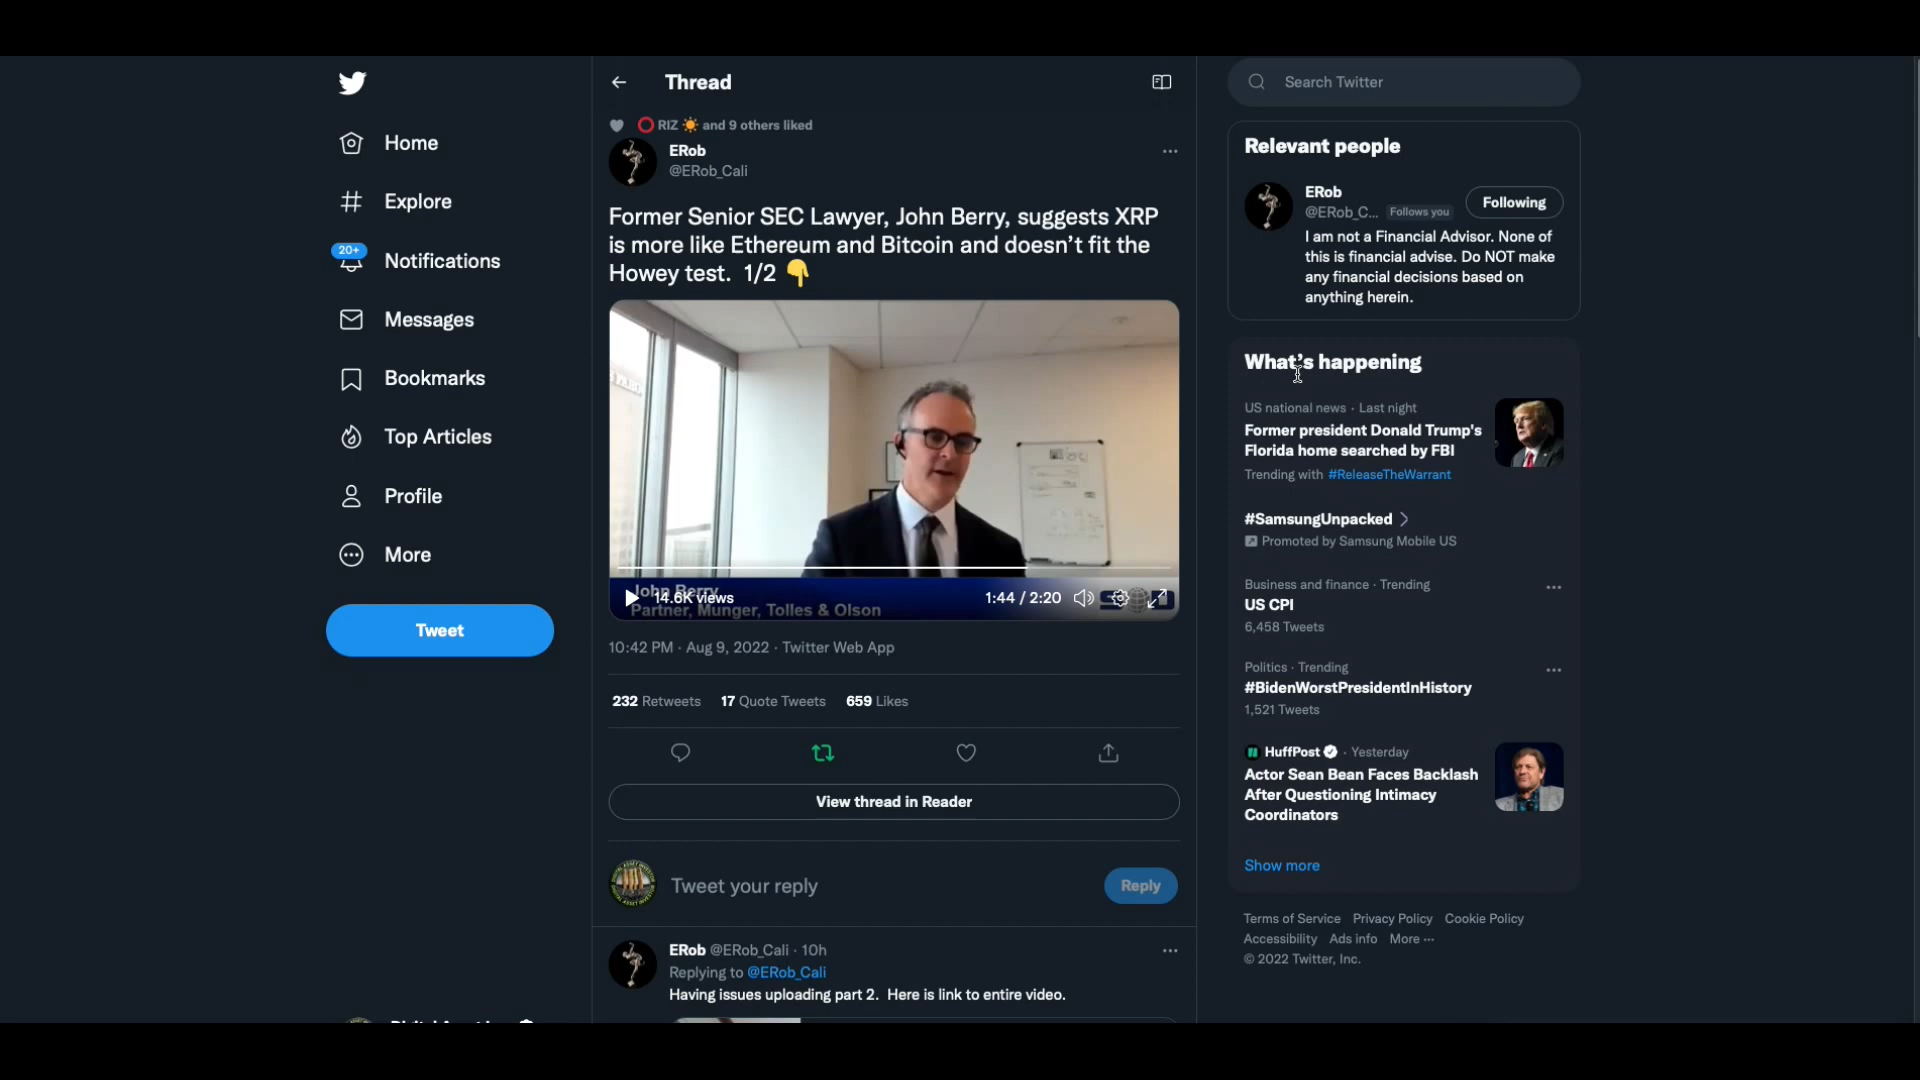 Thread
Search Twitter
Home
Explore
20+
Notifications
Messages
Bookmarks
Top Articles
Profile
More
Tweet
RIZ and 9 others liked
ERob
@ERob_Cali
Former Senior SEC Lawyer, John Berry, suggests XRP
is more like Ethereum and Bitcoin and doesn't fit the
Howey test. 1/2 👇
John Berry
Partner, Munger, Tolles & Olson
14.6K views
1:44 / 2:20
10:42 PM · Aug 9, 2022 · Twitter Web App
232 Retweets 17 Quote Tweets 659 Likes
View thread in Reader
Tweet your reply
Reply
ERob @ERob_Cali · 10h
Replying to @ERob_Cali
Having issues uploading part 2. Here is link to entire video.
Relevant people
ERob
@ERob_C... Follows you
Following
I am not a Financial Advisor. None of
this is financial advise. Do NOT make
any financial decisions based on
anything herein.
What's happening
US national news · Last night
Former president Donald Trump's
Florida home searched by FBI
Trending with #ReleaseTheWarrant
#SamsungUnpacked
Promoted by Samsung Mobile US
Business and finance · Trending
US CPI
6,458 Tweets
Politics · Trending
#BidenWorstPresidentInHistory
1,521 Tweets
HuffPost · Yesterday
Actor Sean Bean Faces Backlash
After Questioning Intimacy
Coordinators
Show more
Terms of Service Privacy Policy Cookie Policy
Accessibility Ads info More ···
© 2022 Twitter, Inc.